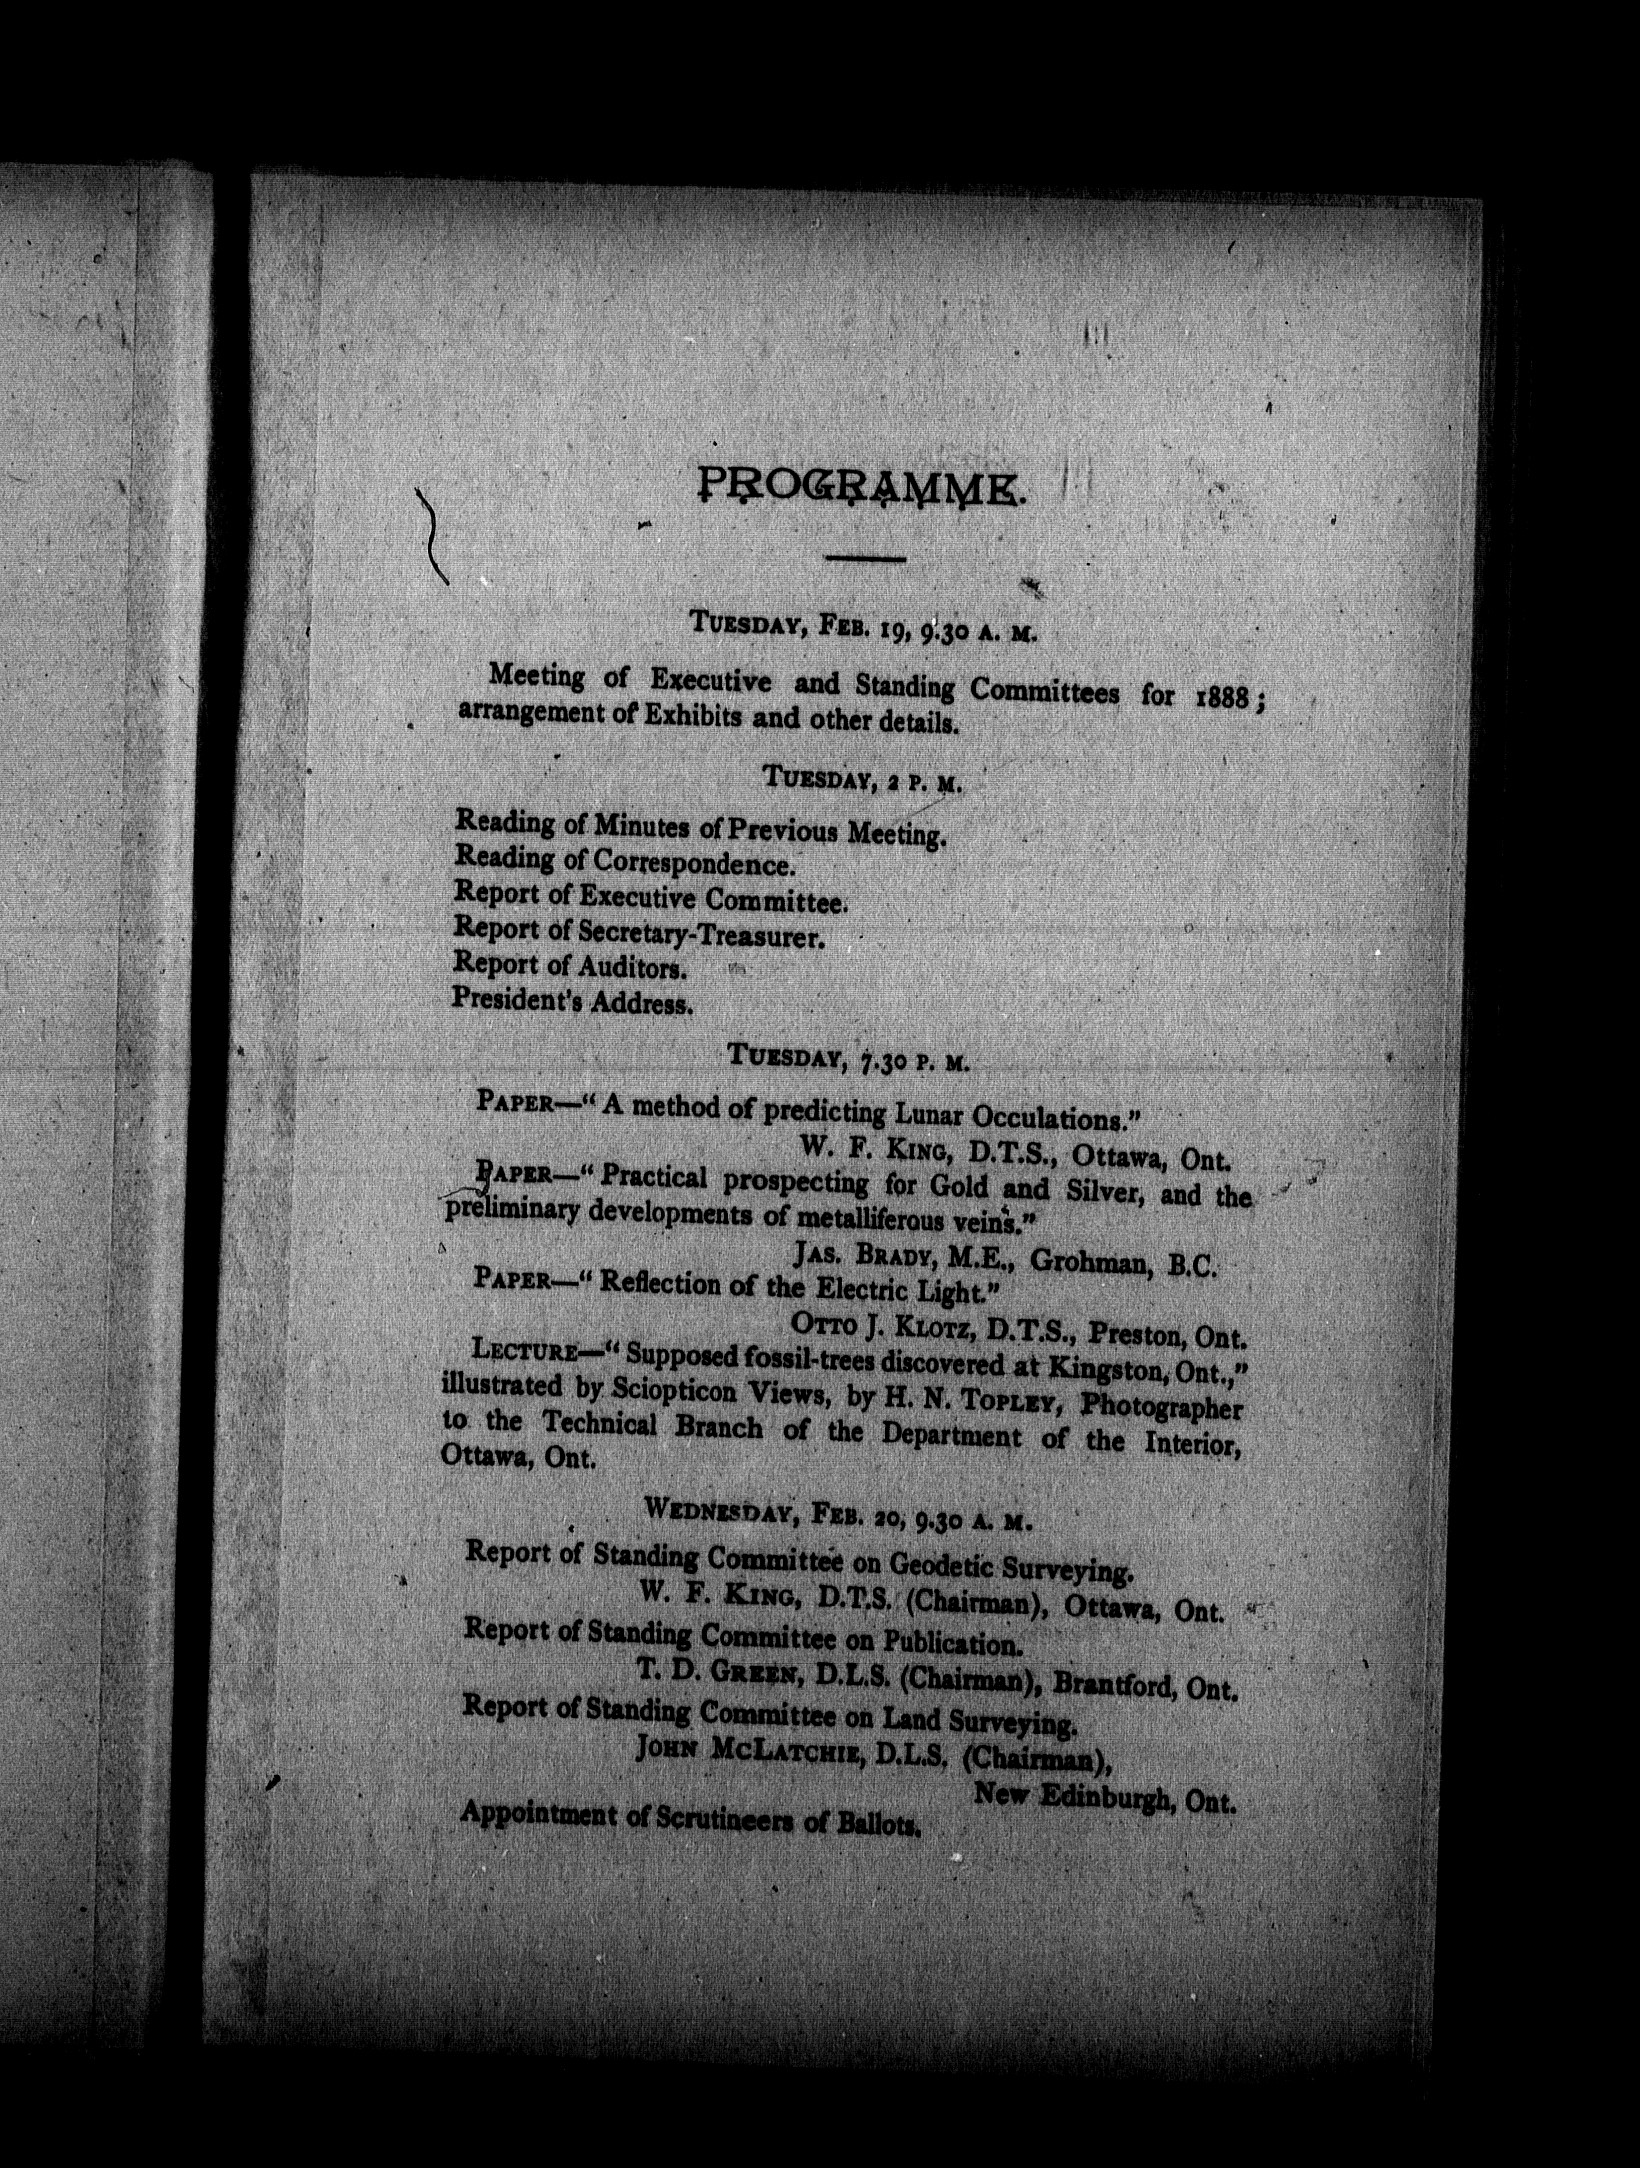 PROGRAMME.
TUESDAY, FEB. 19, 9.30 A. M.
Meeting of Executive and Standing Committees for 1888;
arrangement of Exhibits and other details.
TUESDAY, 2 P. M.
Reading of Minutes of Previous Meeting.
Reading of Correspondence.
Report of Executive Committee.
Report of Secretary-Treasurer.
Report of Auditors.
President's Address.
TUESDAY, 7.30 P. M.
PAPER—“A method of predicting Lunar Occulations.”
W. F. KING, D.T.S., Ottawa, Ont.
PAPER—“Practical prospecting for Gold and Silver, and the
preliminary developments of metalliferous veins.”
JAS. BRADY, M.E., Grohman, B.C.
PAPER—“Reflection of the Electric Light.”
OTTO J. KLOTZ, D.T.S., Preston, Ont.
LECTURE—“Supposed fossil-trees discovered at Kingston, Ont.,”
illustrated by Sciopticon Views, by H. N. TOPLEY, Photographer
to the Technical Branch of the Department of the Interior,
Ottawa, Ont.
WEDNESDAY, FEB. 20, 9.30 A. M.
Report of Standing Committee on Geodetic Surveying.
W. F. KING, D.T.S. (Chairman), Ottawa, Ont.
Report of Standing Committee on Publication.
T. D. GREEN, D.L.S. (Chairman), Brantford, Ont.
Report of Standing Committee on Land Surveying.
JOHN MCLATCHIE, D.L.S. (Chairman),
New Edinburgh, Ont.
Appointment of Scrutineers of Ballots.